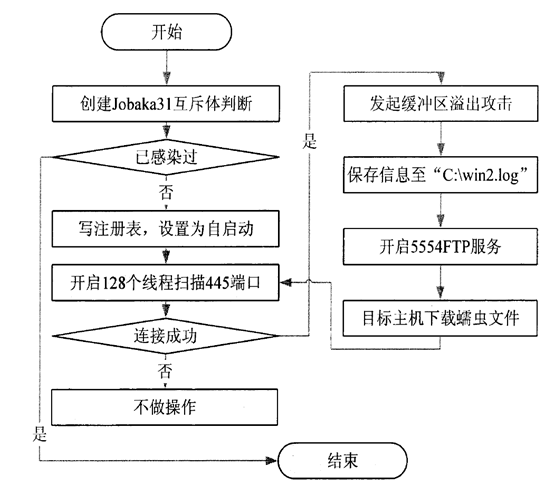 开始
创建Jobaka31互斥体判断
已感染过
否
写注册表，设置为自启动
开启128个线程扫描445端口
连接成功
否
不做操作
是
是
发起缓冲区溢出攻击
保存信息至“C:\win2.log”
开启5554FTP服务
目标主机下载蠕虫文件
结束